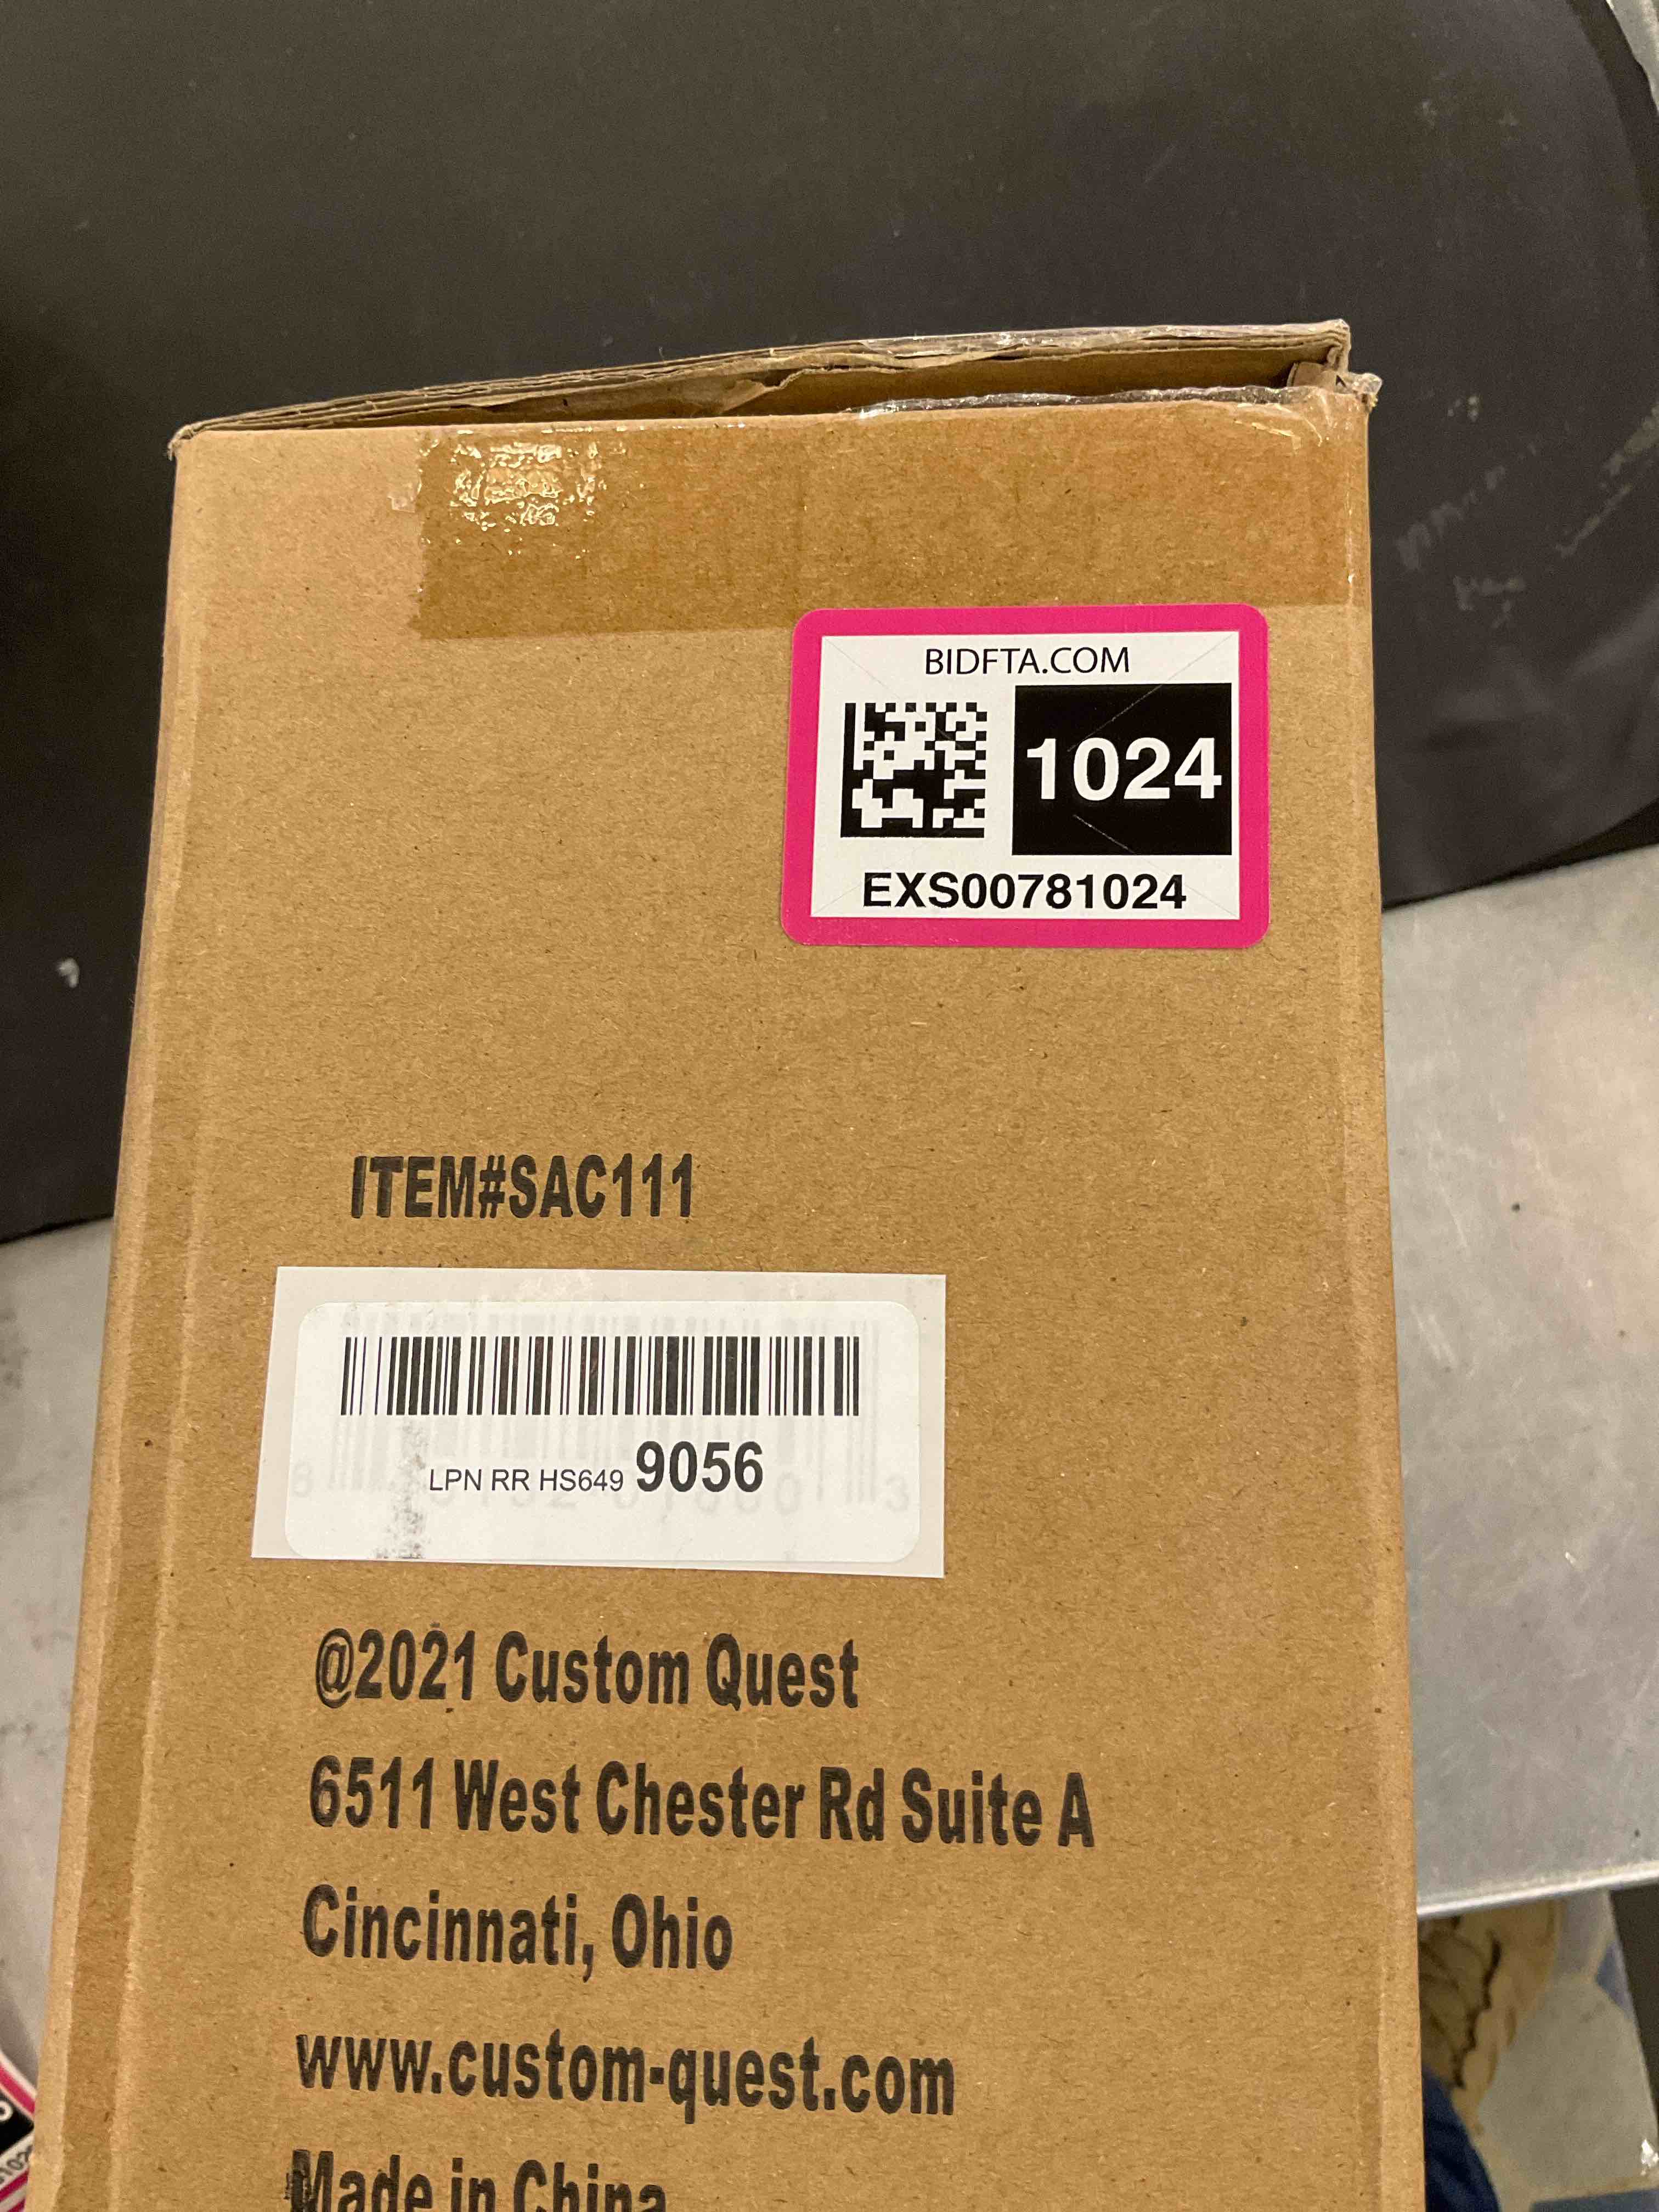 BIDFTA.COM
1024
EXS00781024
ITEM#SAC111
LPN RR HS649 9056
@2021 Custom Quest
6511 West Chester Rd Suite A
Cincinnati, Ohio
www.custom-quest.com
Made in China